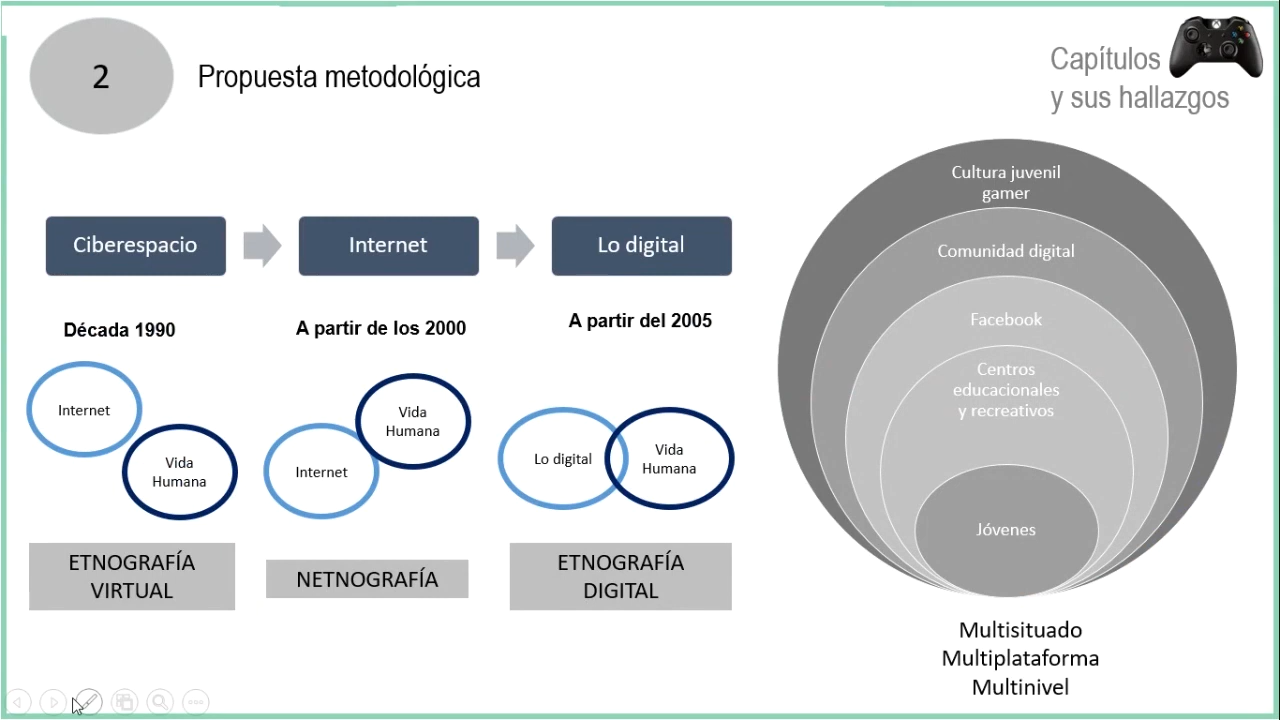 2
Propuesta metodológica
Capítulos
y sus hallazgos
Ciberespacio
Internet
Lo digital
Década 1990
A partir de los 2000
A partir del 2005
Internet
Vida
Humana
Internet
Vida
Humana
Lo digital
Vida
Humana
ETNOGRAFÍA
VIRTUAL
NETNOGRAFÍA
ETNOGRAFÍA
DIGITAL
Cultura juvenil
gamer
Comunidad digital
Facebook
Centros
educacionales
y recreativos
Jóvenes
Multisituado
Multiplataforma
Multinivel